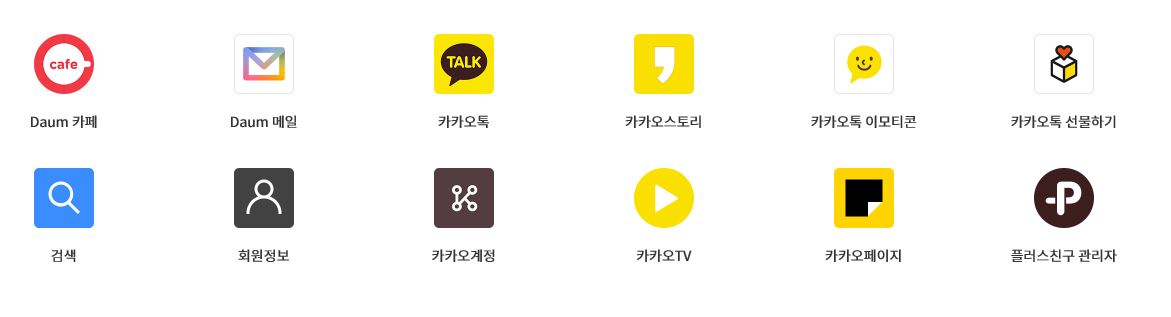 cafe
TALK
Daum 카페
Daum 메일
카카오톡
카카오스토리
카카오톡 이모티콘
카카오톡 선물하기
P
검색
회원정보
카카오계정
카카오TV
카카오페이지
플러스친구 관리자